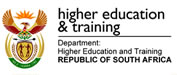 higher education
& training
Department:
Higher Education and Training
REPUBLIC OF SOUTH AFRICA